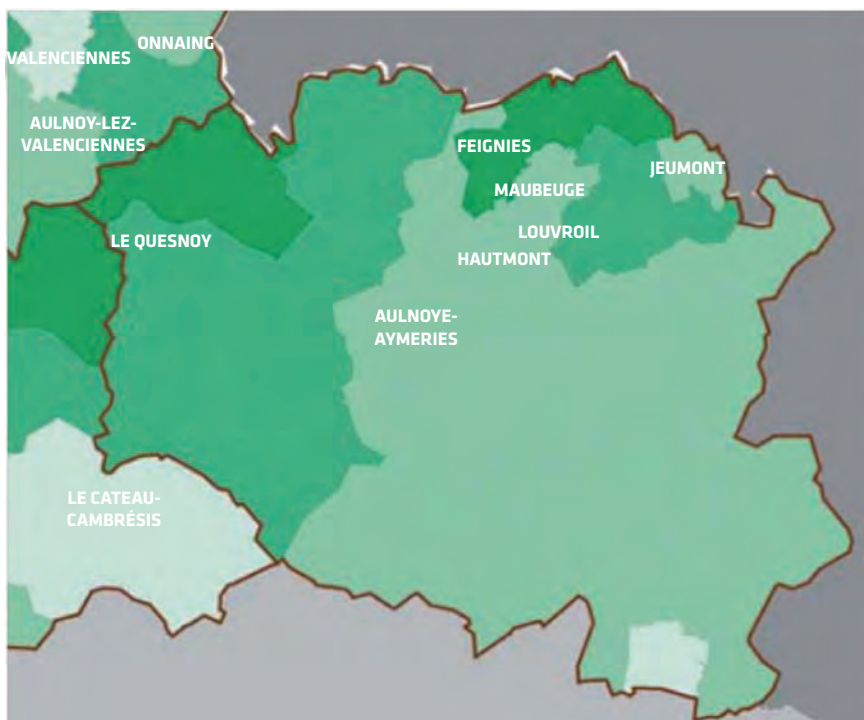 ONNAING
VALENCIENNES
AULNOY-LEZ-
VALENCIENNES
FEIGNIES
JEUMONT
MAUBEUGE
LOUVROIL
LE QUESNOY
HAUTMONT
AULNOYE-
AYMERIES
LE CATEAU-
CAMBRÉSIS